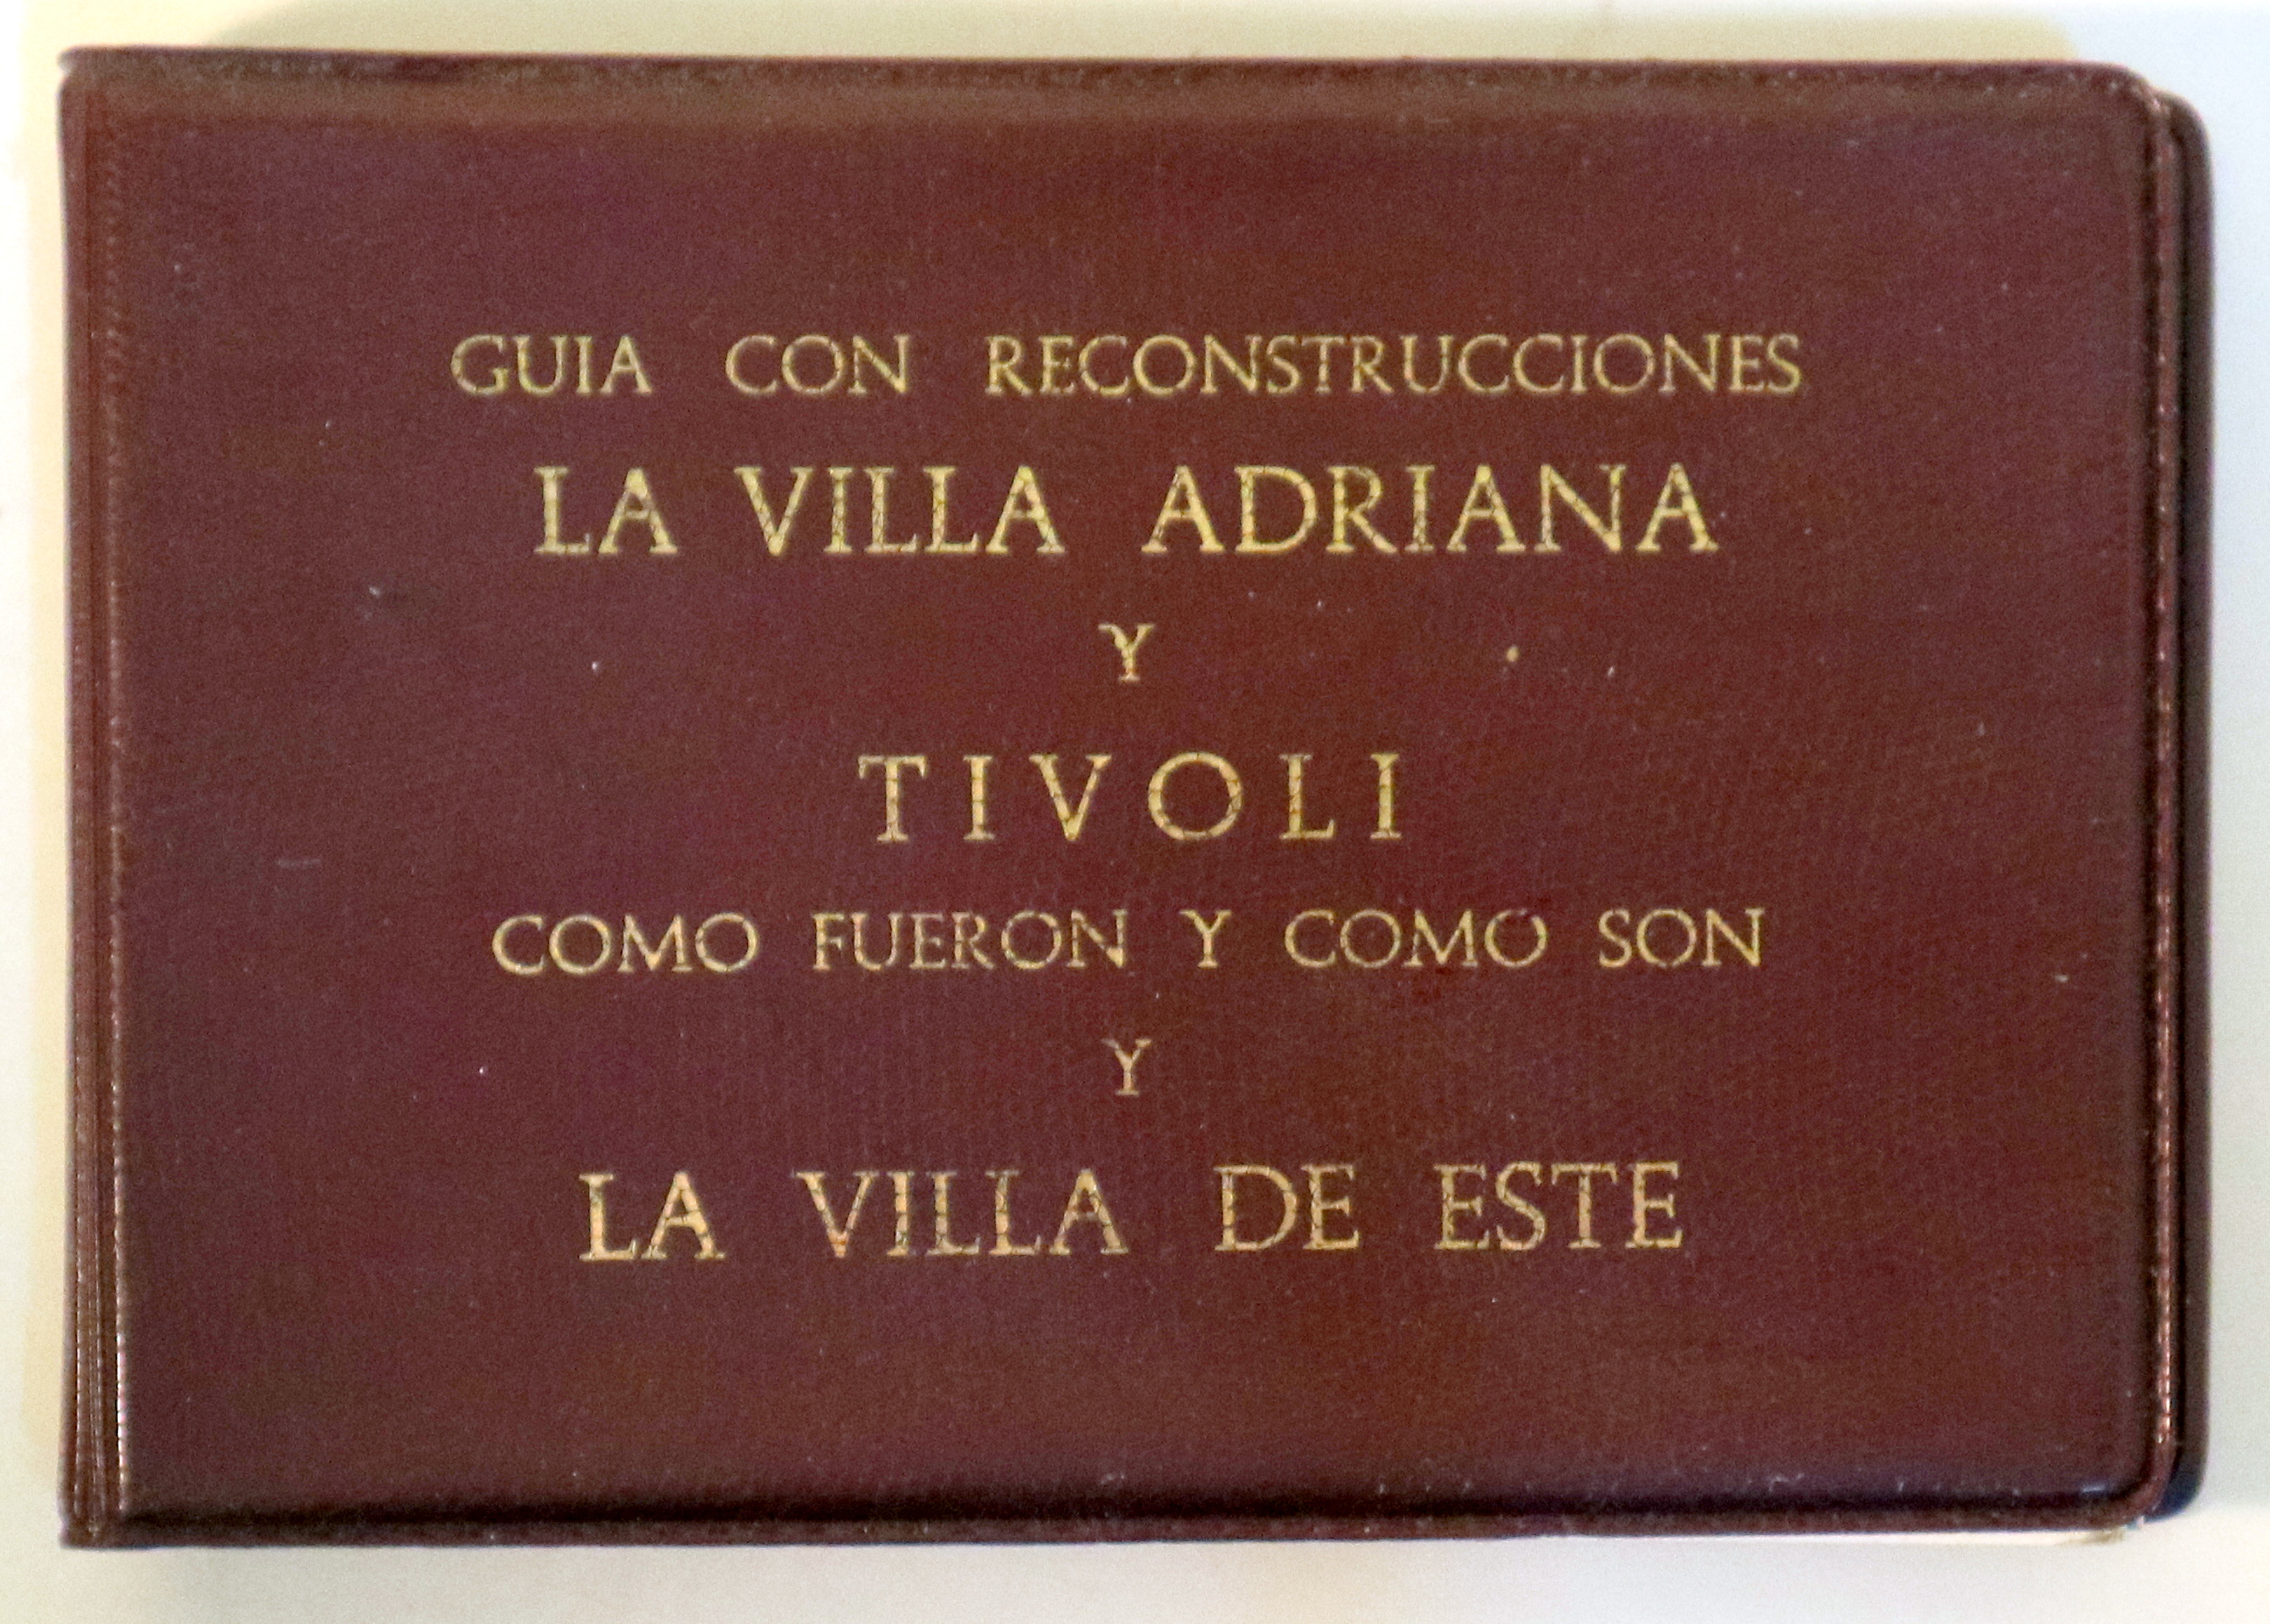 GUIA CON RECONSTRUCCIONES
LA VILLA ADRIANA
Y
TIVOLI
COMO FUERON Y COMO SON
Y
LA VILLA DE ESTE